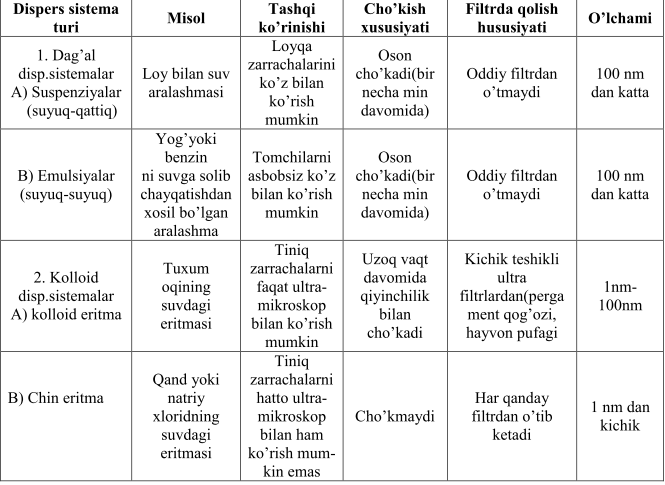 Dispers sistema
turi
Misol
Tashqi
ko’rinishi
Cho’kish
xususiyati
Filtrda qolish
hususiyati
O’lchami
1. Dag’al
disp.sistemalar
A) Suspenziyalar
(suyuq-qattiq)
Loy bilan suv
aralashmasi
Loyqa
zarrachalarini
ko’z bilan
ko’rish
mumkin
Oson
cho’kadi(bir
necha min
davomida)
Oddiy filtrdan
o’tmaydi
100 nm
dan katta
B) Emulsiyalar
(suyuq-suyuq)
Yog’yoki
benzin
ni suvga solib
chayqatishdan
xosil bo’lgan
aralashma
Tomchilarni
asbobsiz ko’z
bilan ko’rish
mumkin
Oson
cho’kadi(bir
necha min
davomida)
Oddiy filtrdan
o’tmaydi
100 nm
dan katta
2. Kolloid
disp.sistemalar
A) kolloid eritma
Tuxum
oqining
suvdagi
eritmasi
Tiniq
zarrachalarni
faqat ultra-
mikroskop
bilan ko’rish
mumkin
Uzoq vaqt
davomida
qiyinchilik
bilan
cho’kadi
Kichik teshikli
ultra
filtrlardan(perga
ment qog’ozi,
hayvon pufagi
1nm-
100nm
B) Chin eritma
Qand yoki
natriy
xloridning
suvdagi
eritmasi
Tiniq
zarrachalarni
hatto ultra-
mikroskop
bilan ham
ko’rish mum-
kin emas
Cho’kmaydi
Har qanday
filtrdan o’tib
ketadi
1 nm dan
kichik